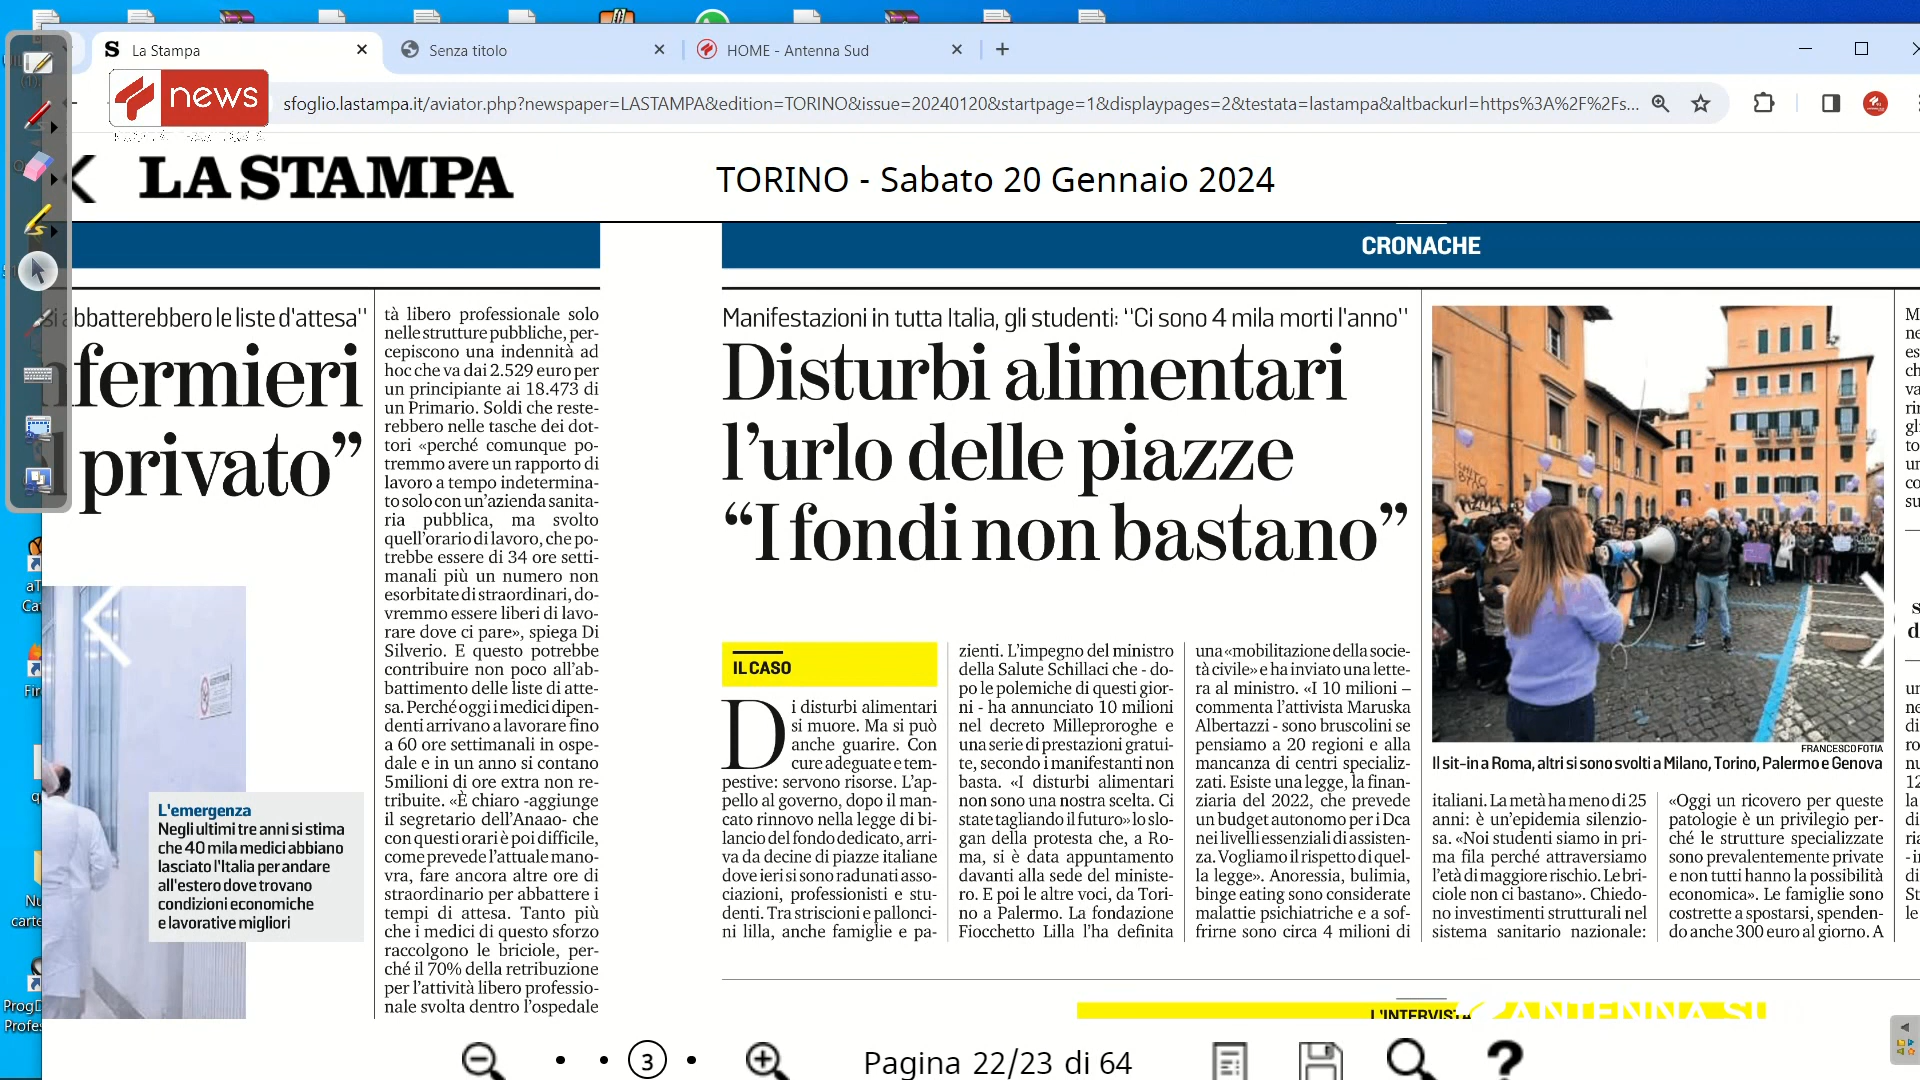 La Stampa
Senza titolo
HOME - Antenna Sud
news
sfoglio.lastampa.it/aviator.php?newspaper=LASTAMPA&edition=TORINO&issue=20240120&startpage=1&displaypages=2&testata=lastampa&altbackurl=https%3A%2F%2Fs...
LA STAMPA
TORINO - Sabato 20 Gennaio 2024
CRONACHE
si abbatterebbero le liste d'attesa"
nfermieri
l privato”
tà libero professionale solo
nelle strutture pubbliche, per-
cepiscono una indennità ad
hoc che va dai 2.529 euro per
un principiante ai 18.473 di
un Primario. Soldi che reste-
rebbero nelle tasche dei dot-
tori «perché comunque po-
tremmo avere un rapporto di
lavoro a tempo indetermina-
to solo con un'azienda sanita-
ria pubblica, ma svolto
quell'orario di lavoro, che po-
trebbe essere di 34 ore setti-
manali più un numero non
esorbitate di straordinari, do-
vremmo essere liberi di lavo-
rare dove ci pare», spiega Di
Silverio. E questo potrebbe
contribuire non poco all'ab-
battimento delle liste di atte-
sa. Perché oggi i medici dipen-
denti arrivano a lavorare fino
a 60 ore settimanali in ospe-
dale e in un anno si contano
5 milioni di ore extra non re-
tribuite. «È chiaro -aggiunge
il segretario dell'Anaao- che
con questi orari è poi difficile,
come prevede l'attuale mano-
vra, fare ancora altre ore di
straordinario per abbattere i
tempi di attesa. Tanto più
che i medici di questo sforzo
raccolgono le briciole, per-
ché il 70% della retribuzione
per l'attività libero professio-
nale svolta dentro l'ospedale
L'emergenza
Negli ultimi tre anni si stima
che 40 mila medici abbiano
lasciato l'Italia per andare
all'estero dove trovano
condizioni economiche
e lavorative migliori
Manifestazioni in tutta Italia, gli studenti: "Ci sono 4 mila morti l'anno"
Disturbi alimentari
l'urlo delle piazze
“I fondi non bastano”
IL CASO
Di disturbi alimentari
si muore. Ma si può
anche guarire. Con
cure adeguate e tem-
pestive: servono risorse. L'ap-
pello al governo, dopo il man-
cato rinnovo nella legge di bi-
lancio del fondo dedicato, arri-
va da decine di piazze italiane
dove ieri si sono radunati asso-
ciazioni, professionisti e stu-
denti. Tra striscioni e pallonci-
ni lilla, anche famiglie e pa-
zienti. L'impegno del ministro
della Salute Schillaci che - do-
po le polemiche di questi gior-
ni - ha annunciato 10 milioni
nel decreto Milleproroghe e
una serie di prestazioni gratui-
te, secondo i manifestanti non
basta. «I disturbi alimentari
non sono una nostra scelta. Ci
state tagliando il futuro» lo slo-
gan della protesta che, a Ro-
ma, si è data appuntamento
davanti alla sede del ministe-
ro. E poi le altre voci, da Tori-
no a Palermo. La fondazione
Fiocchetto Lilla l'ha definita
una «mobilitazione della socie-
tà civile» e ha inviato una lette-
ra al ministro. «I 10 milioni –
commenta l'attivista Maruska
Albertazzi - sono bruscolini se
pensiamo a 20 regioni e alla
mancanza di centri specializ-
zati. Esiste una legge, la finan-
ziaria del 2022, che prevede
un budget autonomo per i Dca
nei livelli essenziali di assisten-
za. Vogliamo il rispetto di quel-
la legge». Anoressia, bulimia,
binge eating sono considerate
malattie psichiatriche e a sof-
frirne sono circa 4 milioni di
FRANCESCO FOTIA
Il sit-in a Roma, altri si sono svolti a Milano, Torino, Palermo e Genova
italiani. La metà ha meno di 25
anni: è un'epidemia silenzio-
sa. «Noi studenti siamo in pri-
ma fila perché attraversiamo
l'età di maggiore rischio. Le bri-
ciole non ci bastano». Chiedo-
no investimenti strutturali nel
sistema sanitario nazionale:
«Oggi un ricovero per queste
patologie è un privilegio per-
ché le strutture specializzate
sono prevalentemente private
e non tutti hanno la possibilità
economica». Le famiglie sono
costrette a spostarsi, spenden-
do anche 300 euro al giorno. A
L'INTERVISTA
ANTENNA SUD
3
Pagina 22/23 di 64